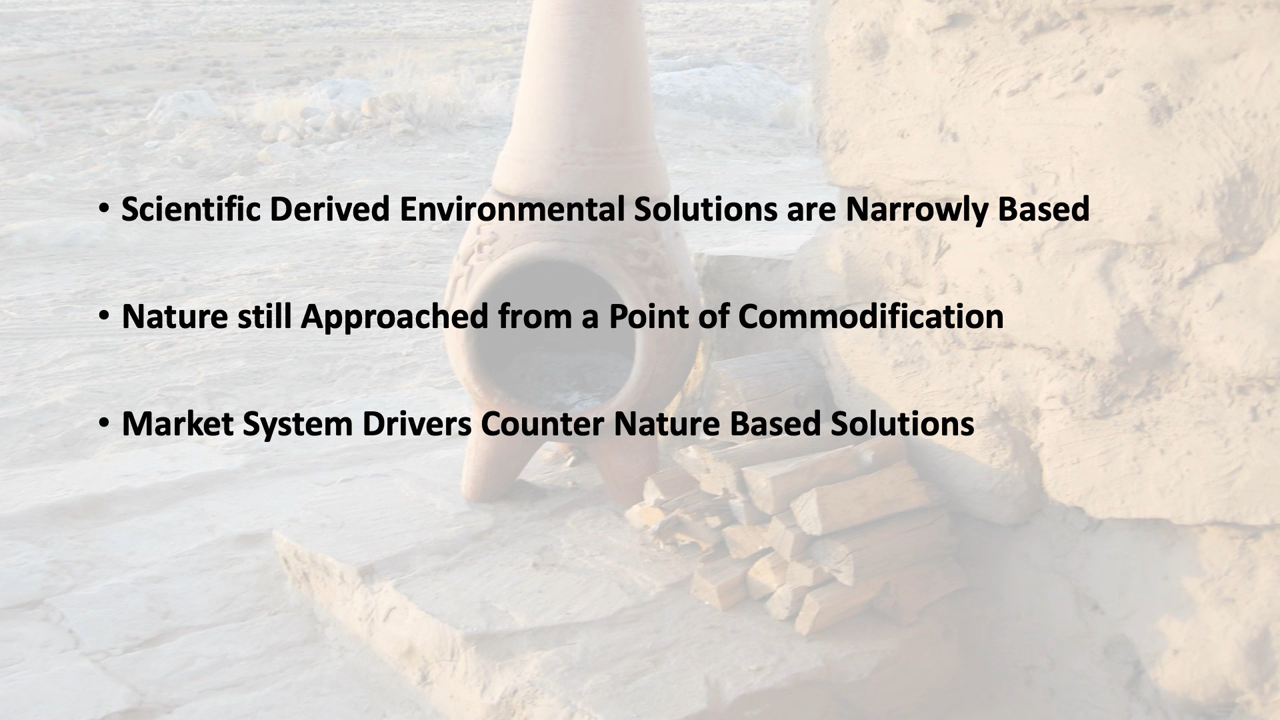 • Scientific Derived Environmental Solutions are Narrowly Based
• Nature still Approached from a Point of Commodification
• Market System Drivers Counter Nature Based Solutions